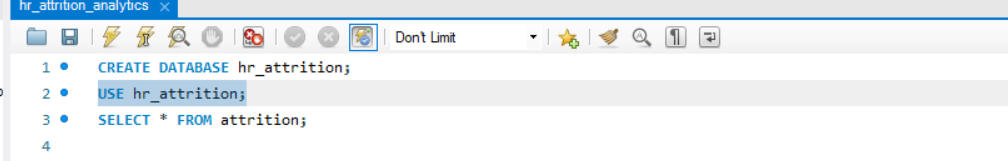 hr_attrition_analytics
Don't Limit
1 CREATE DATABASE hr_attrition;
2 USE hr_attrition;
3 SELECT * FROM attrition;
4